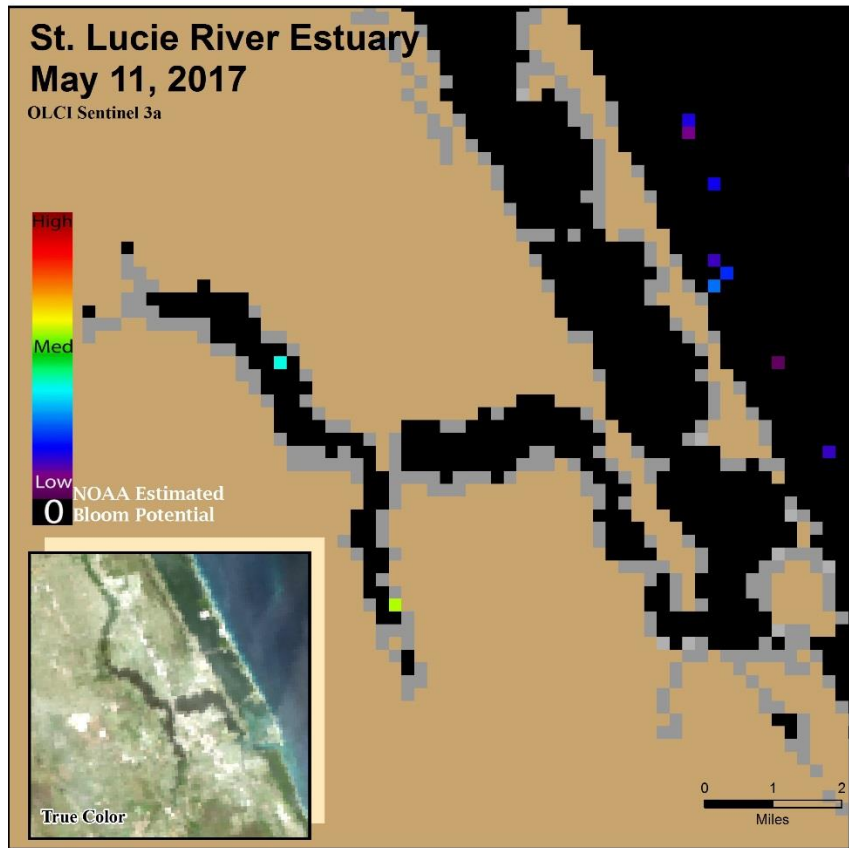 St. Lucie River Estuary
May 11, 2017
OLCI Sentinel 3a
High
Med
Low
0
NOAA Estimated
Bloom Potential
True Color
0 1 2
Miles